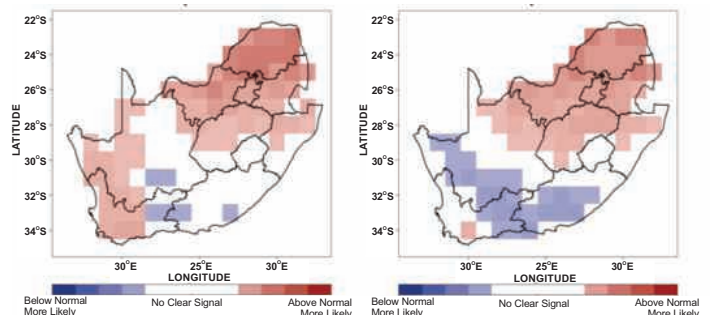 22°S
24°S
26°S
28°S
30°S
32°S
34°S
LATITUDE
30°E 25°E 30°E
LONGITUDE
Below Normal
More Likely
No Clear Signal
Above Normal
More Likely
22°S
24°S
26°S
28°S
30°S
32°S
34°S
LATITUDE
30°E 25°E 30°E
LONGITUDE
Below Normal
More Likely
No Clear Signal
Above Normal
More Likely